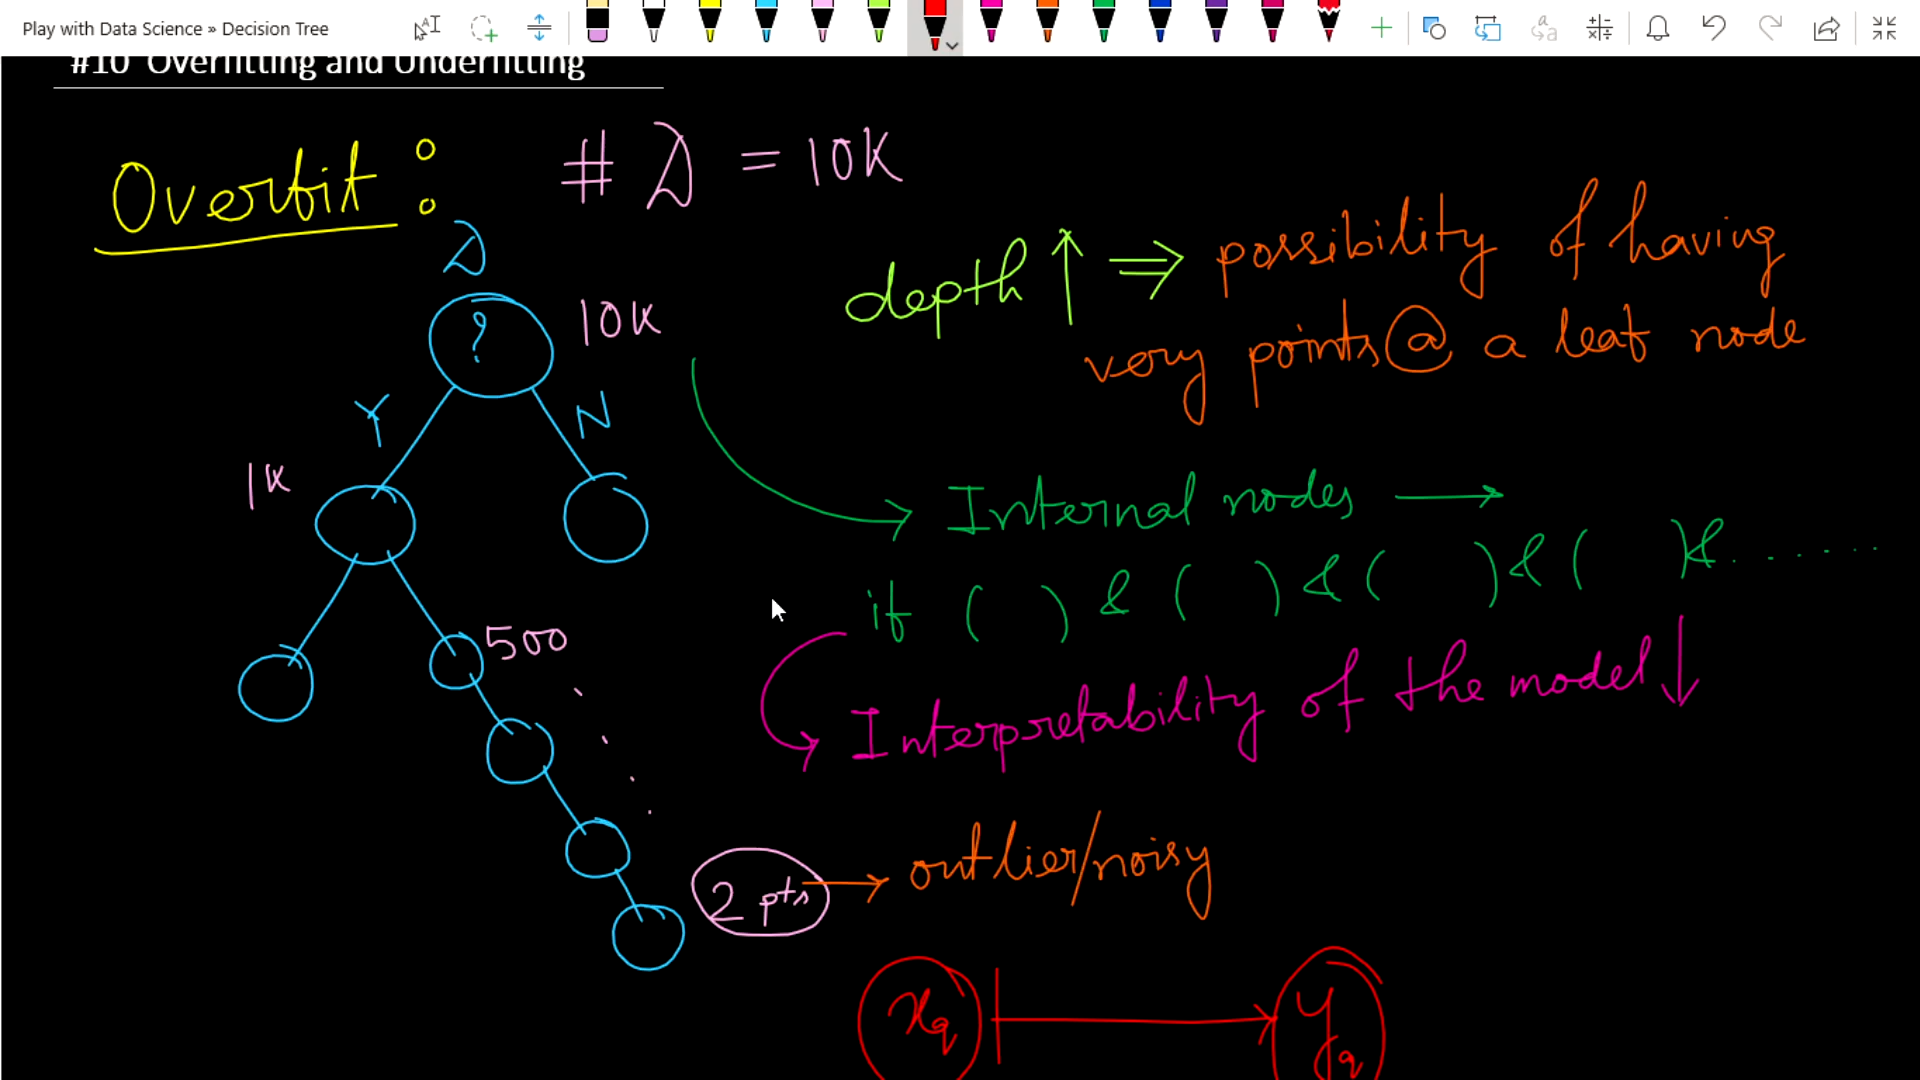 Play with Data Science » Decision Tree
#10 Overfitting and Underfitting
Overfit :
# D = 10K
D
?
10K
Y
N
1K
500
2 pts → outlier/noisy
depth ↑ ⇒ possibility of having
very points @ a leaf node
→ Internal nodes →
if ( ) & ( ) & ( ) & ( ) & .......
→ Interpretability of the model ↓
xq → yq